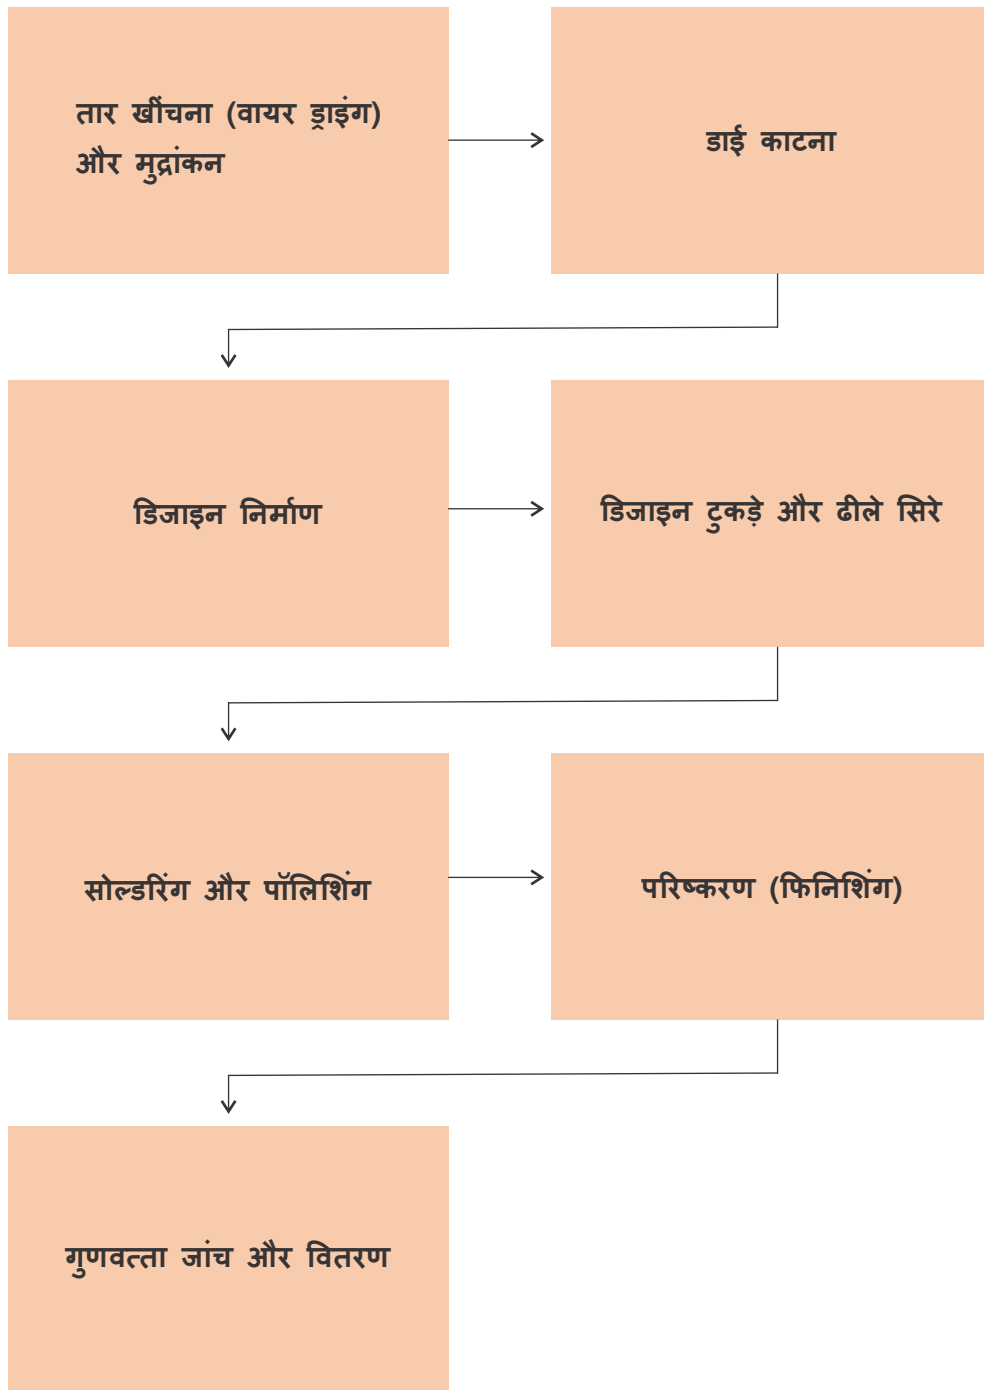 तार खींचना (वायर ड्राइंग)
और मुद्रांकन
डाई काटना
डिजाइन निर्माण
डिजाइन टुकड़े और ढीले सिरे
सोल्डरिंग और पॉलिशिंग
परिष्करण (फिनिशिंग)
गुणवत्ता जांच और वितरण